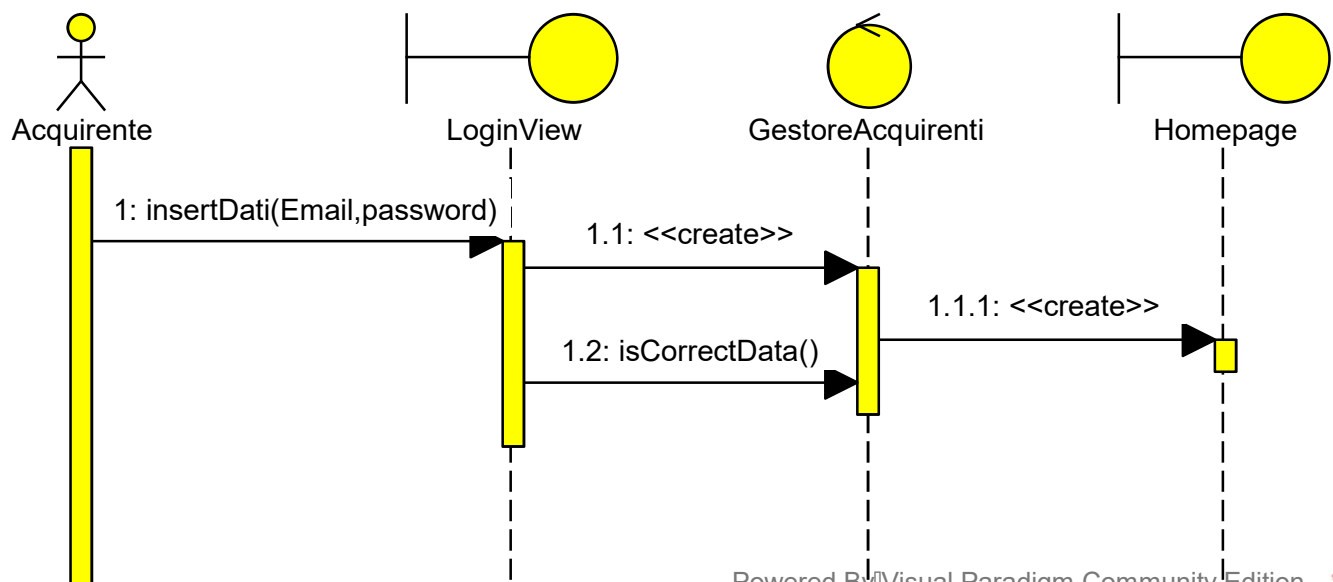 Acquirente
LoginView
GestoreAcquirenti
Homepage
1: insertDati(Email,password)
1.1: <<create>>
1.1.1: <<create>>
1.2: isCorrectData()
Powered By Visual Paradigm Community Edition